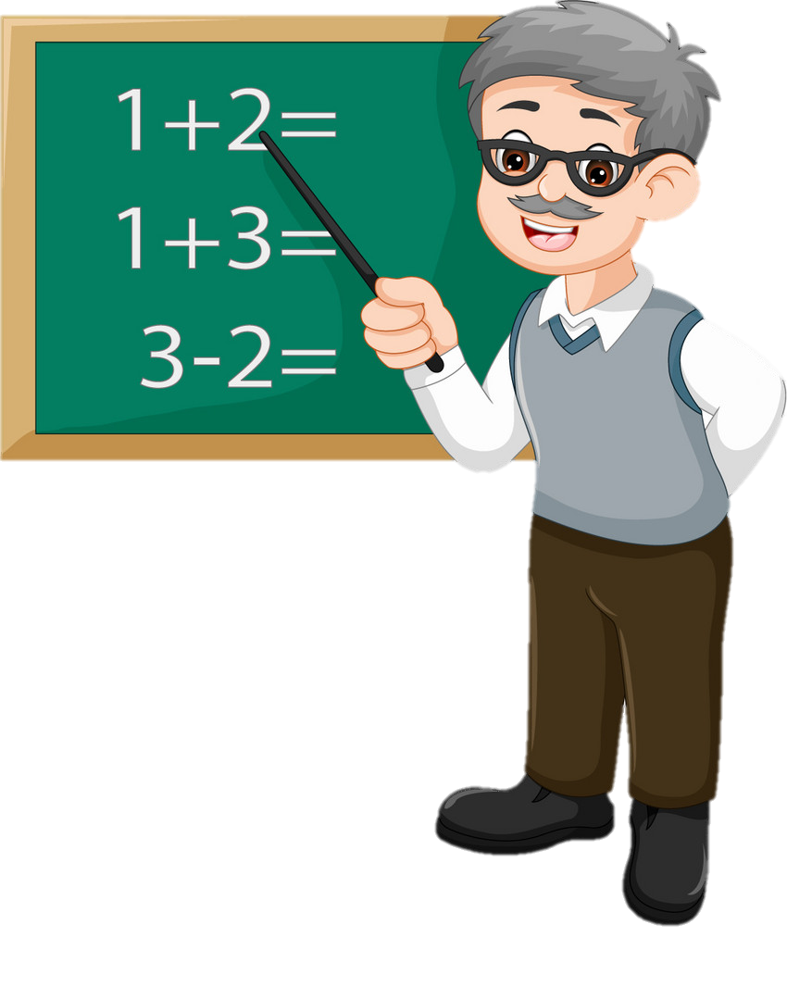 1+2=
1+3=
3-2=